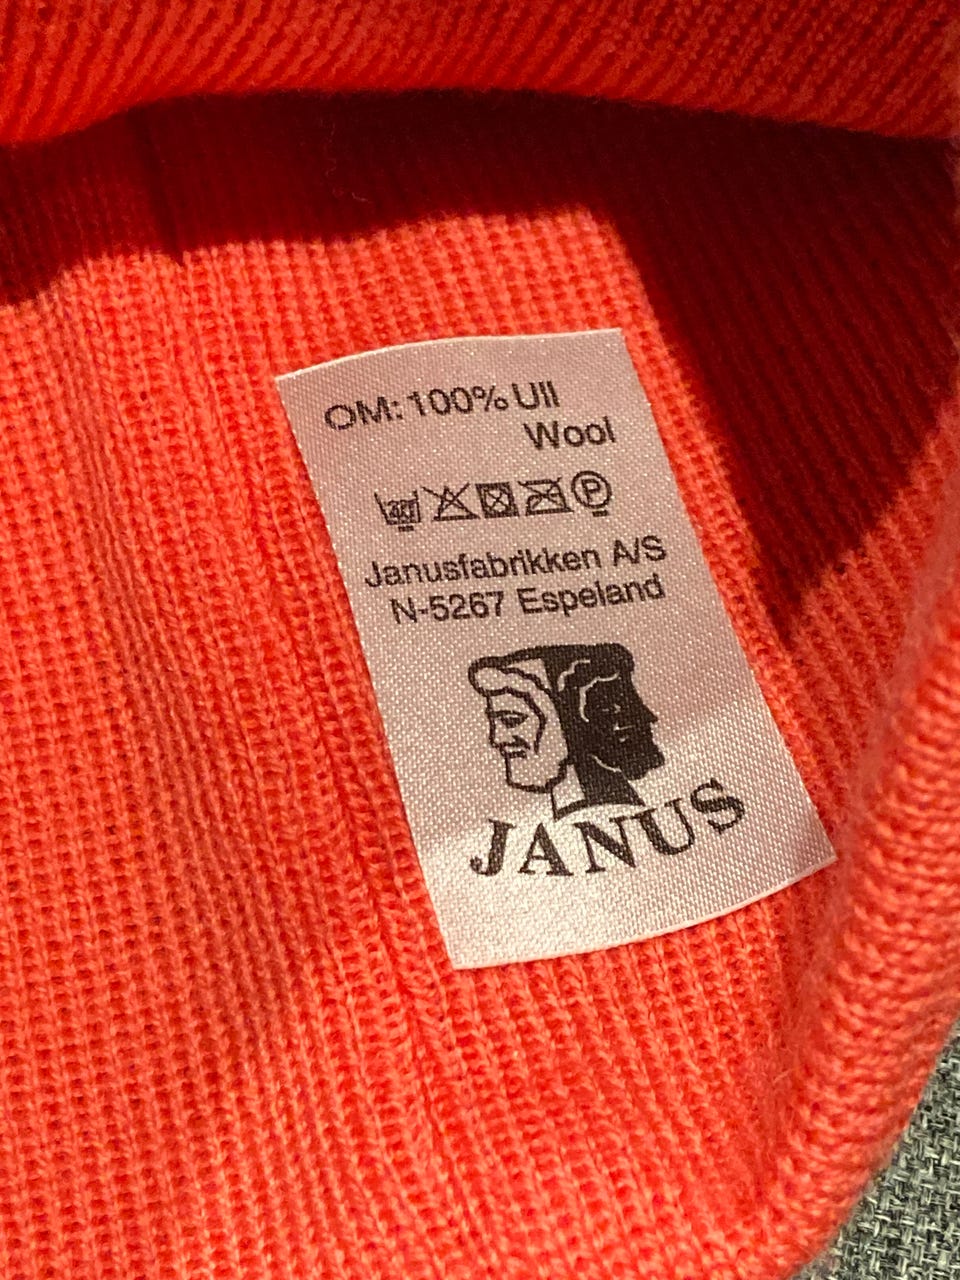 OM: 100% Ull
Wool
P
Janusfabrikken A/S
N-5267 Espeland
JANUS